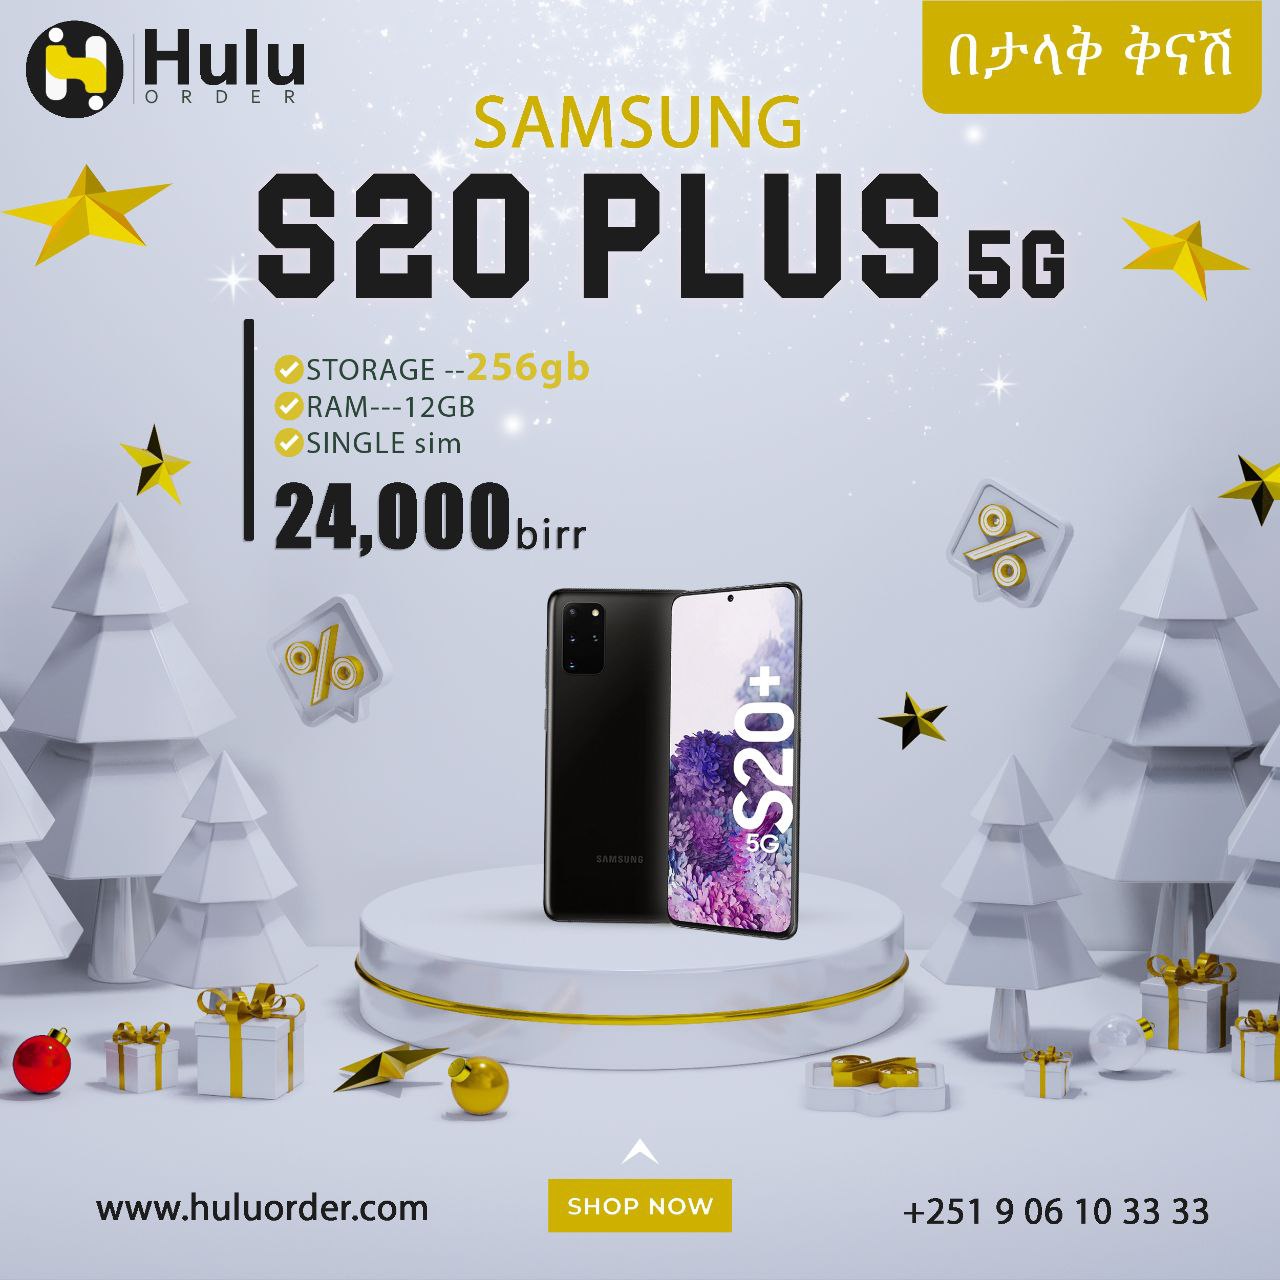 Hulu
ORDER
በታላቅ ቅናሽ
SAMSUNG
S20 PLUS 5G
STORAGE --256gb
RAM---12GB
SINGLE sim
24,000birr
SAMSUNG
S20+
5G
www.huluorder.com
SHOP NOW
+251 9 06 10 33 33